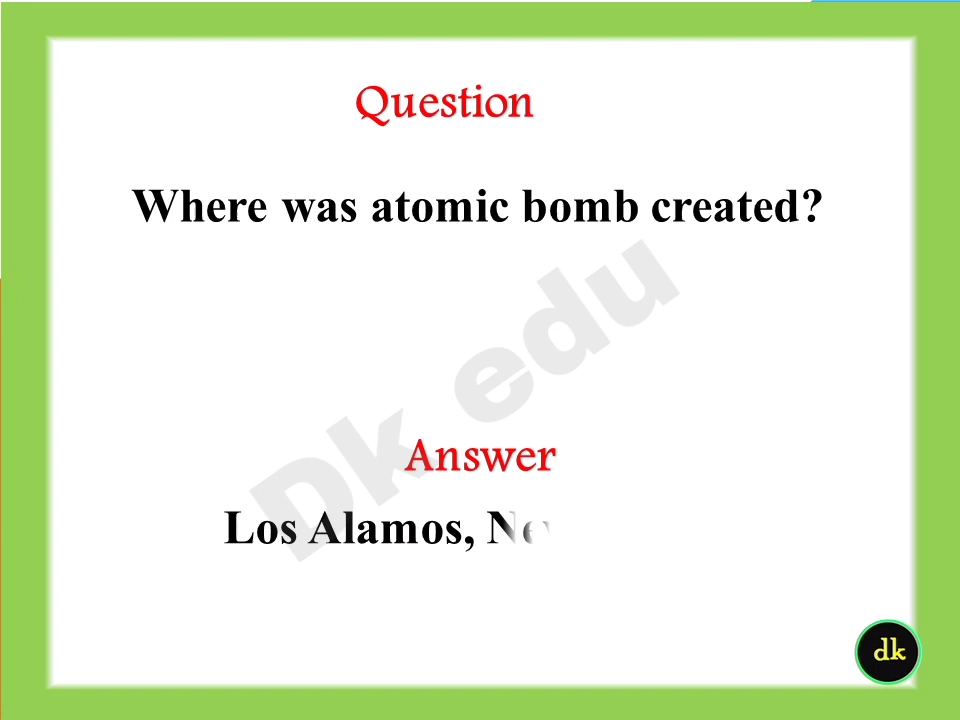 Question
Where was atomic bomb created?
Dk edu
Answer
Los Alamos,
dk